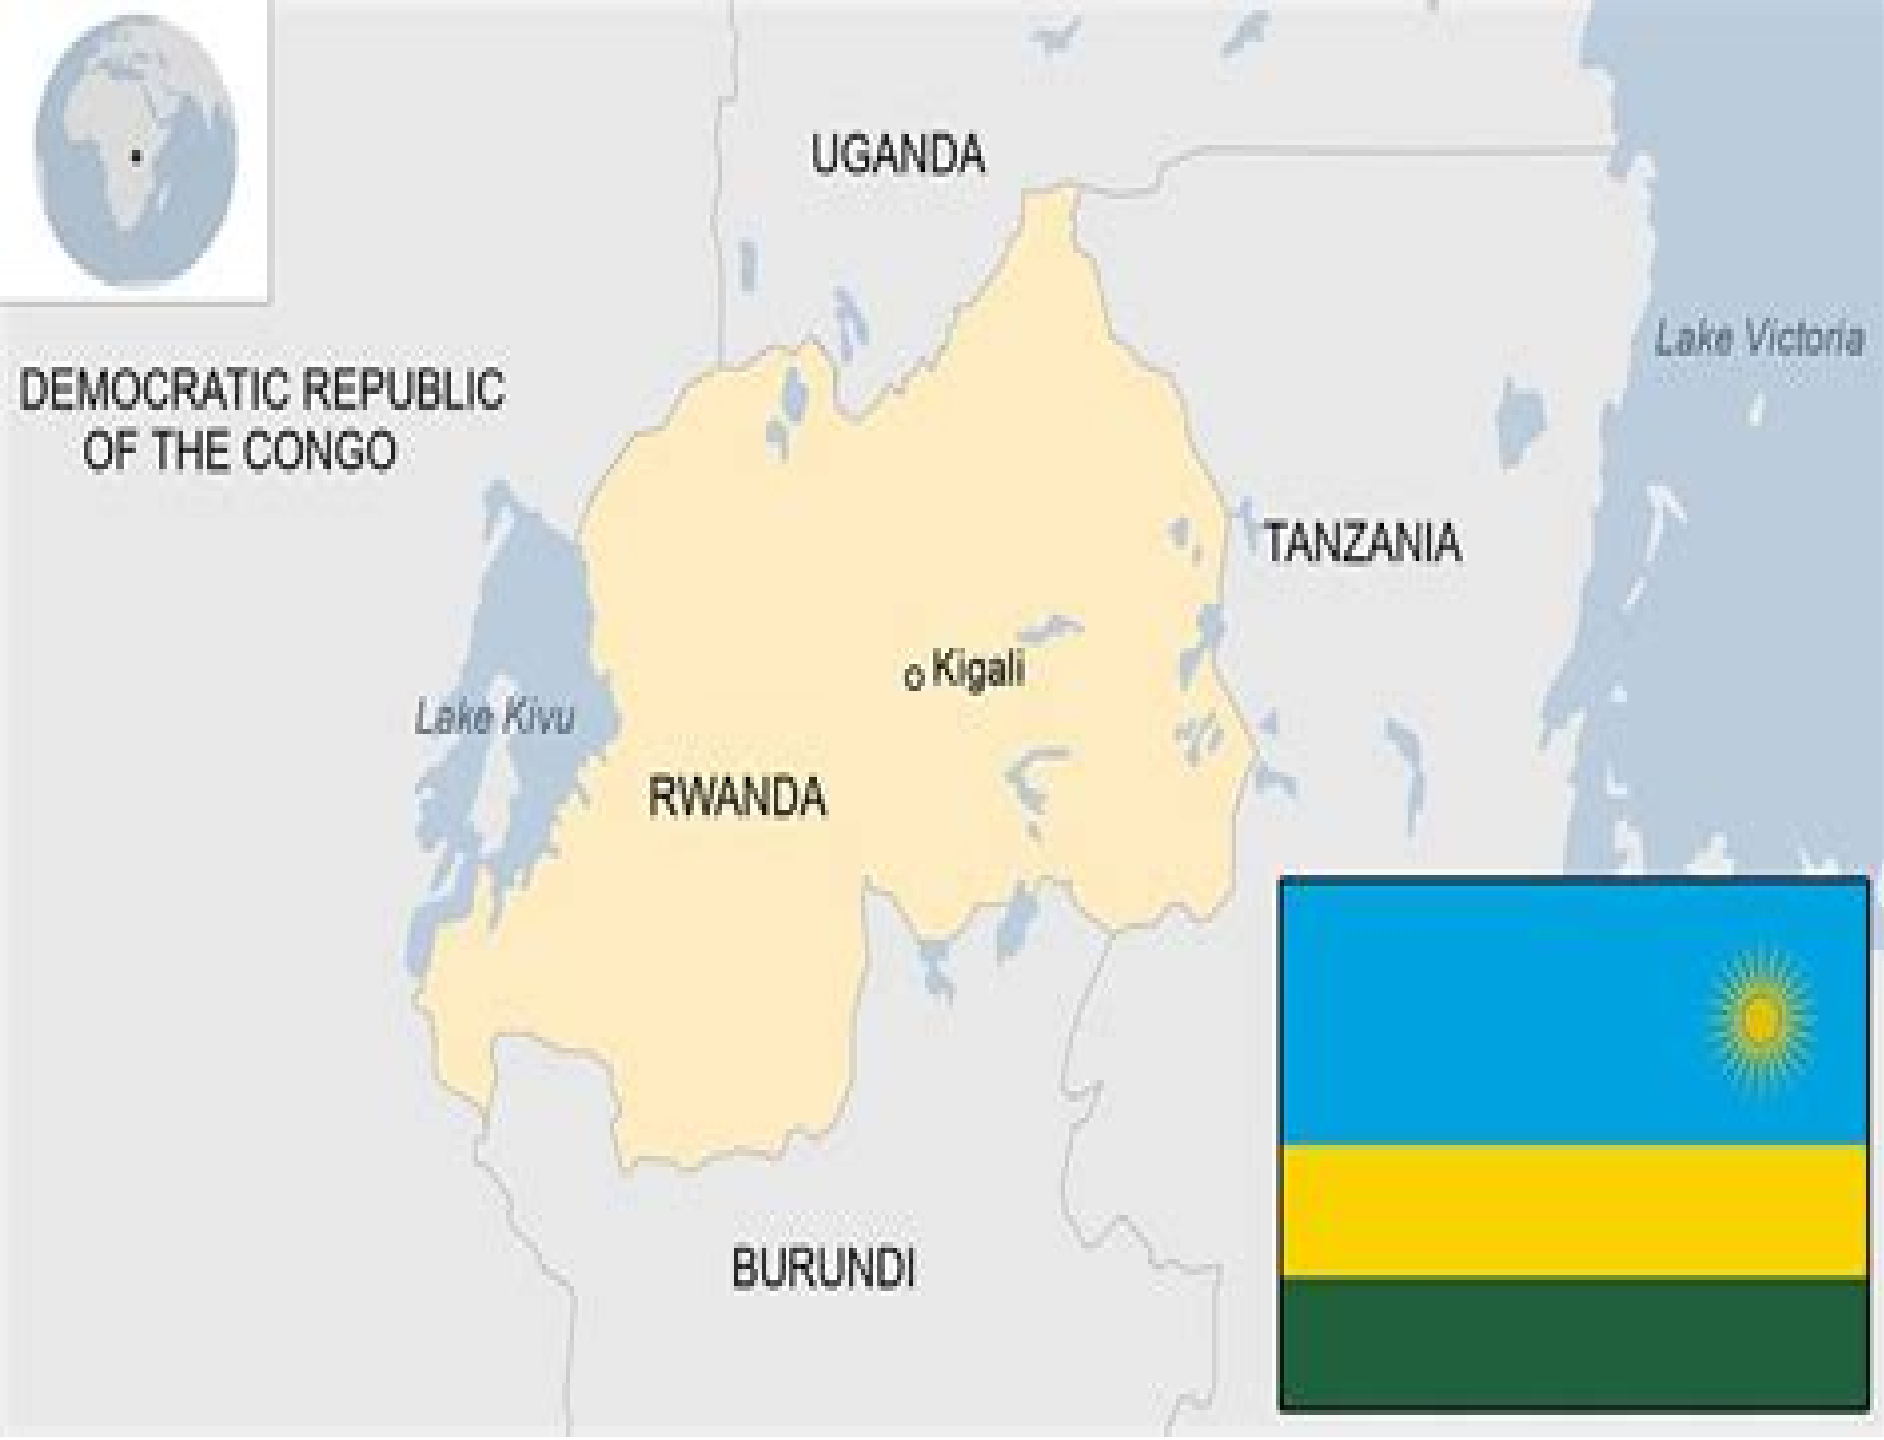 UGANDA
Lake Victoria
DEMOCRATIC REPUBLIC
OF THE CONGO
TANZANIA
Kigali
Lake Kivu
RWANDA
BURUNDI